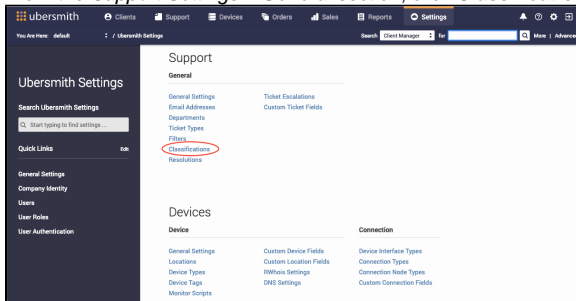 ubersmith
Clients
Support
Devices
Orders
Sales
Reports
Settings
You Are Here: default / Ubersmith Settings
Search Client Manager for
More | Advance
Ubersmith Settings
Search Ubersmith Settings
Start typing to find settings ...
Quick Links
Edit
General Settings
Company Identity
Users
User Roles
User Authentication
Support
General
General Settings
Email Addresses
Departments
Ticket Types
Filters
Classifications
Resolutions
Ticket Escalations
Custom Ticket Fields
Devices
Device
General Settings
Locations
Device Types
Device Tags
Monitor Scripts
Custom Device Fields
Custom Location Fields
RWhois Settings
DNS Settings
Connection
Device Interface Types
Connection Types
Connection Node Types
Custom Connection Fields